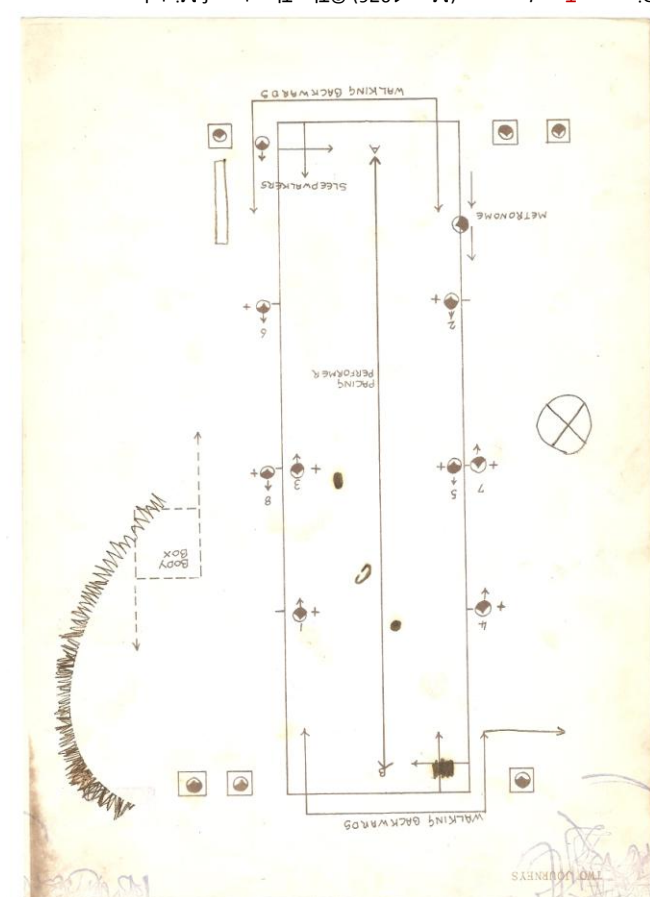 TWO JOURNEYS
WALKING BACKWARDS
B
4
1
BODY
BOX
7
5
3
8
PACING
PERFORMER
2
6
METRONOME
SLEEPWALKERS
A
WALKING BACKWARDS